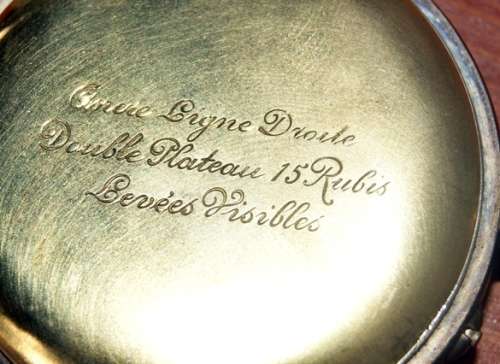 Ancre Ligne Droite
Double Plateau 15 Rubis
Levées Visibles